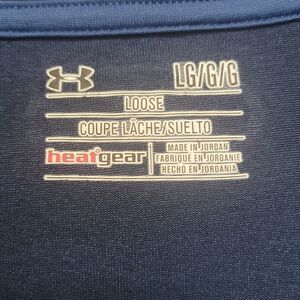 LG/G/G
LOOSE
COUPE LÂCHE/SUELTO
heatgear
MADE IN JORDAN
FABRIQUÉ EN JORDANIE
HECHO EN JORDANIA